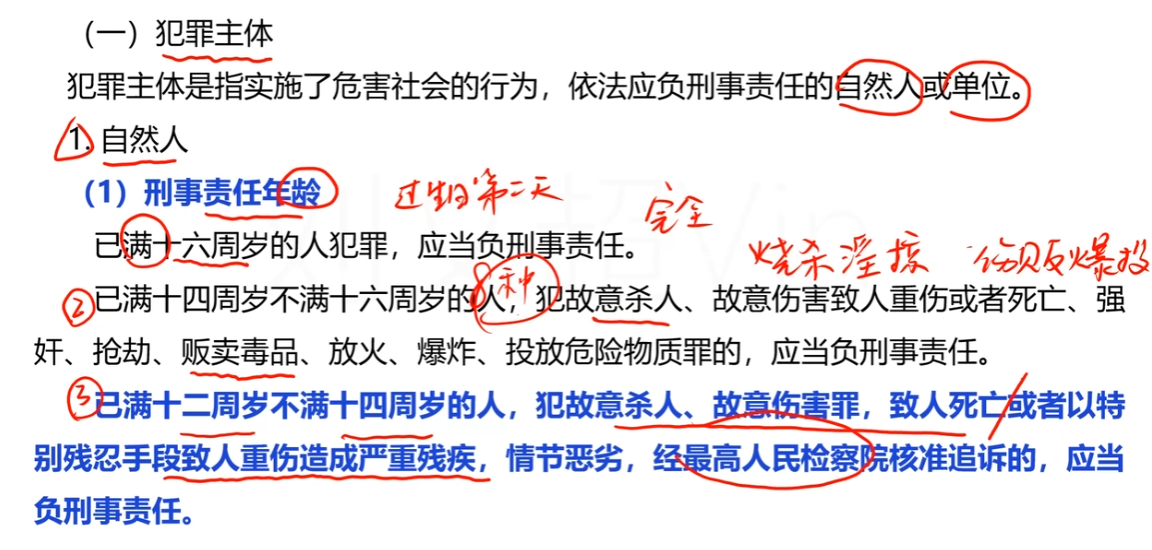 （一）犯罪主体
犯罪主体是指实施了危害社会的行为，依法应负刑事责任的自然人或单位。
1. 自然人
（1）刑事责任年龄 过生日第二天
完全
已满十六周岁的人犯罪，应当负刑事责任。
烧杀淫掠 伤贩爆投
8种
②已满十四周岁不满十六周岁的人，犯故意杀人、故意伤害致人重伤或者死亡、强
奸、抢劫、贩卖毒品、放火、爆炸、投放危险物质罪的，应当负刑事责任。
③已满十二周岁不满十四周岁的人，犯故意杀人、故意伤害罪，致人死亡或者以特
别残忍手段致人重伤造成严重残疾，情节恶劣，经最高人民检察院核准追诉的，应当
负刑事责任。